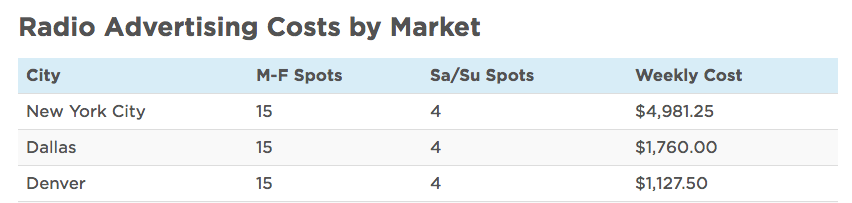 Radio Advertising Costs by Market
City M-F Spots Sa/Su Spots Weekly Cost
New York City 15 4 $4,981.25
Dallas 15 4 $1,760.00
Denver 15 4 $1,127.50